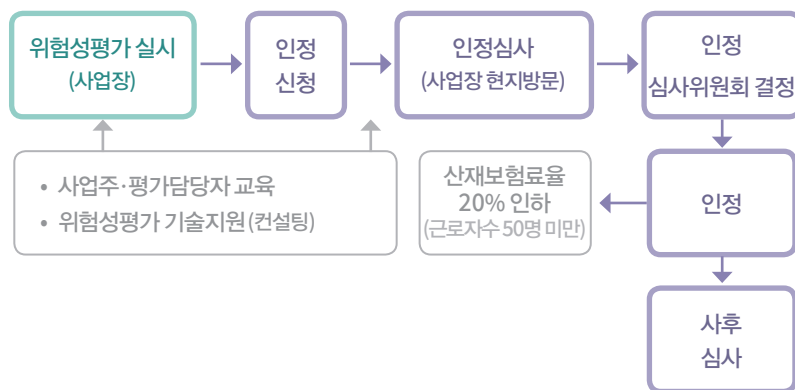 위험성평가 실시
(사업장)
인정
신청
인정심사
(사업장 현지방문)
인정
심사위원회 결정
• 사업주·평가담당자 교육
• 위험성평가 기술지원(컨설팅)
산재보험료율
20% 인하
(근로자수 50명 미만)
인정
사후
심사